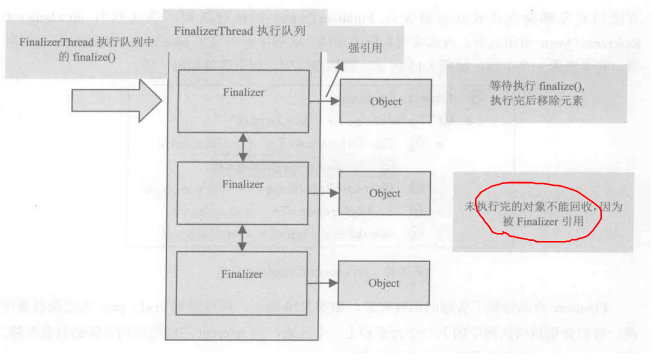 FinalizerThread 执行队列中
的 finalize()
FinalizerThread 执行队列
强引用
Finalizer
Object
等待执行 finalize(),
执行完后移除元素
Finalizer
Object
未执行完的对象不能回收, 因为
被 Finalizer 引用
Finalizer
Object